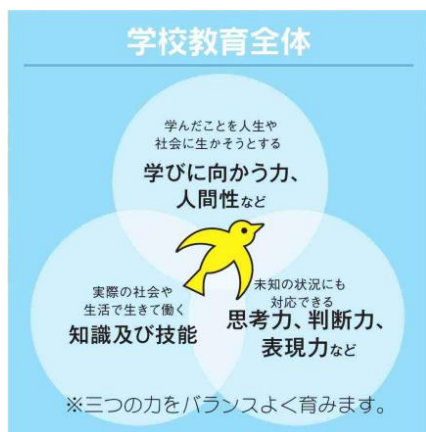 学校教育全体
学んだことを人生や
社会に生かそうとする
学びに向かう力、
人間性など
実際の社会や
生活で生きて働く
知識及び技能
未知の状況にも
対応できる
思考力、判断力、
表現力など
※三つの力をバランスよく育みます。